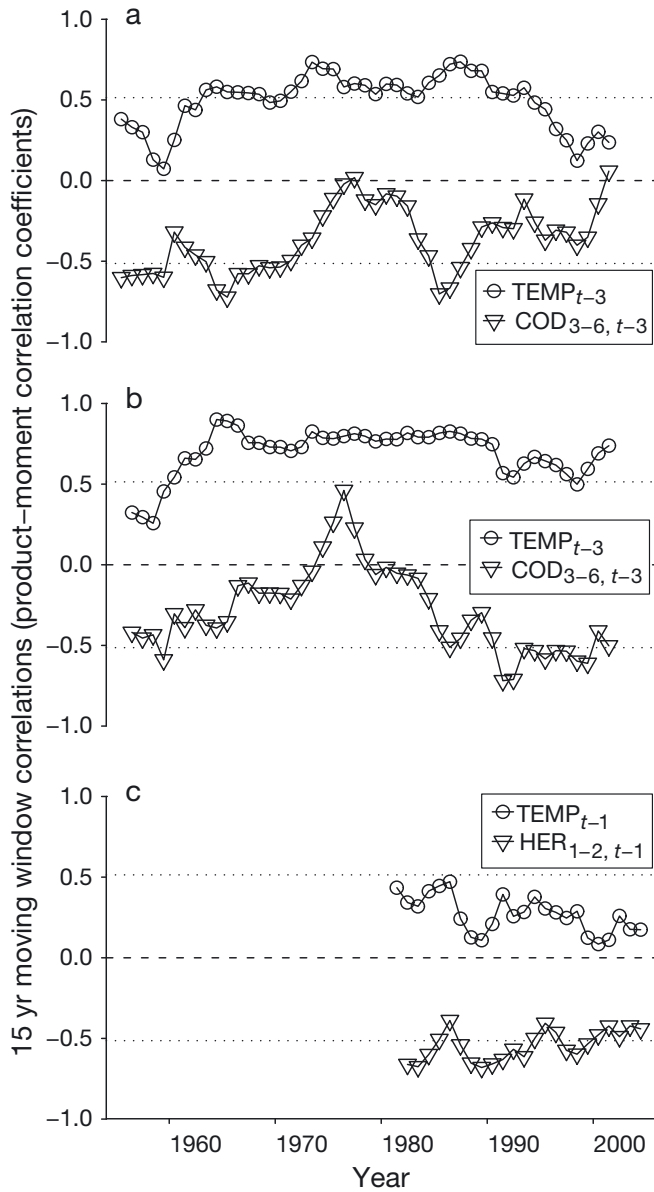 15 yr moving window correlations (product–moment correlation coefficients)
a
1.0
0.5
0.0
−0.5
−1.0
TEMPt−3
COD3−6, t−3
b
1.0
0.5
0.0
−0.5
−1.0
TEMPt−3
COD3−6, t−3
c
1.0
0.5
0.0
−0.5
−1.0
TEMPt−1
HER1−2, t−1
1960 1970 1980 1990 2000
Year